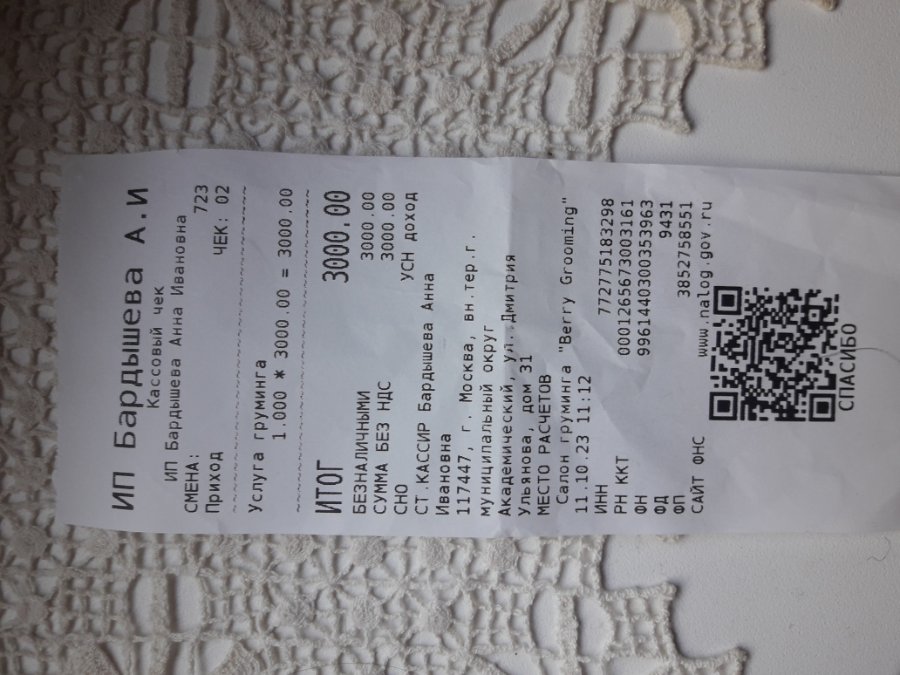 ИП Бардышева А.И
Кассовый чек
ИП Бардышева Анна Ивановна
СМЕНА: 723
Приход ЧЕК: 02
Услуга груминга
1.000 * 3000.00 = 3000.00
ИТОГ 3000.00
БЕЗНАЛИЧНЫМИ 3000.00
СУММА БЕЗ НДС 3000.00
СНО УСН ДОХОД
СТ.КАССИР Бардышева Анна
Ивановна
117447, г. Москва, вн.тер.г.
муниципальный округ
Академический, ул. Дмитрия
Ульянова, дом 31
МЕСТО РАСЧЕТОВ
Салон груминга "Berry Grooming"
11.10.23 11:12
ИНН 772775183298
РН ККТ 0001265673003161
ФН 9961440300353963
ФД 9431
ФП 3852758551
САЙТ ФНС www.nalog.gov.ru
СПАСИБО